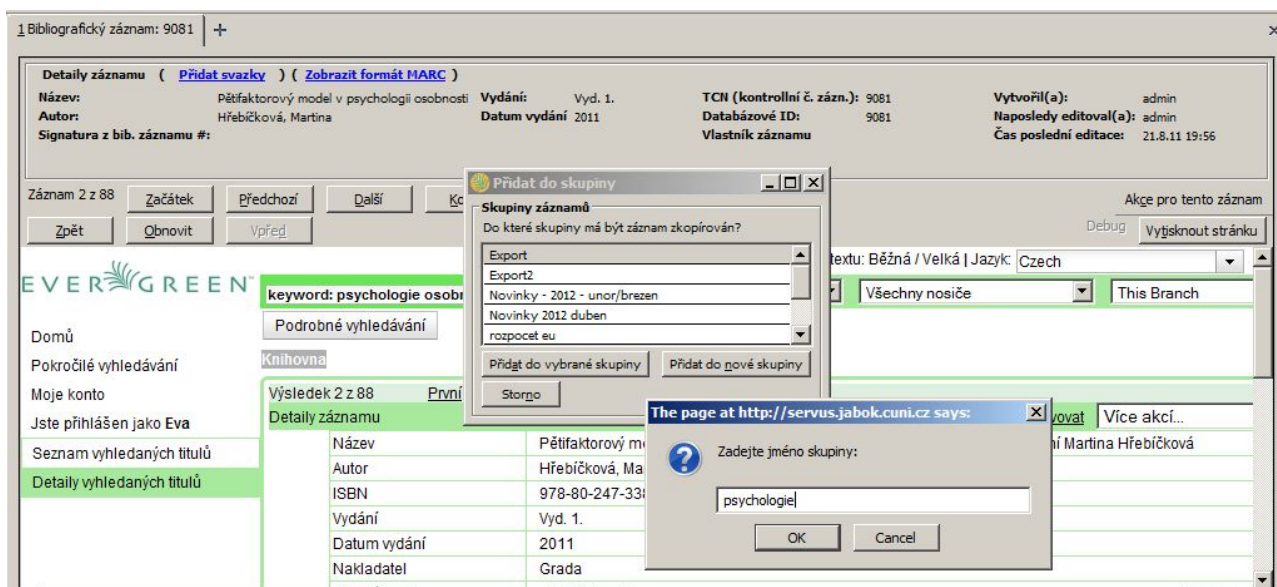 1 Bibliografický záznam: 9081
Detaily záznamu ( Přidat svazky ) ( Zobrazit formát MARC )
Název: Pětifaktorový model v psychologii osobnosti Vydání: Vyd. 1. TCN (kontrollní č. zázn.): 9081 Vytvořil(a): admin
Autor: Hřebíčková, Martina Datum vydání 2011 Databázové ID: 9081 Naposledy editoval(a): admin
Signatura z bib. záznamu #: Vlastník záznamu Čas poslední editace: 21.8.11 19:56
Záznam 2 z 88 Začátek Předchozí Další Akce pro tento záznam
Zpět Obnovit Vpřed Debug Vytisknout stránku
Přidat do skupiny
Skupiny záznamů
Do které skupiny má být záznam zkopírován?
Export
Export2
Novinky - 2012 - unor/brezen
Novinky 2012 duben
rozpocet eu
Přidat do vybrané skupiny Přidat do nové skupiny
Storno
textu: Běžná / Velká | Jazyk: Czech
EVERGREEN
keyword: psychologie Všechny nosiče This Branch
Podrobné vyhledávání
Knihovna
Domů
Pokročilé vyhledávání
Moje konto
Jste přihlášen jako Eva
Seznam vyhledaných titulů
Detaily vyhledaných titulů
Výsledek 2 z 88 První
Detaily záznamu Více akcí...
Název Pětifaktorový Martina Hřebíčková
Autor Hřebíčková,
ISBN 978-80-247-338
Vydání Vyd. 1.
Datum vydání 2011
Nakladatel Grada
The page at http://servus.jabok.cuni.cz says:
Zadejte jméno skupiny:
psychologie
OK Cancel